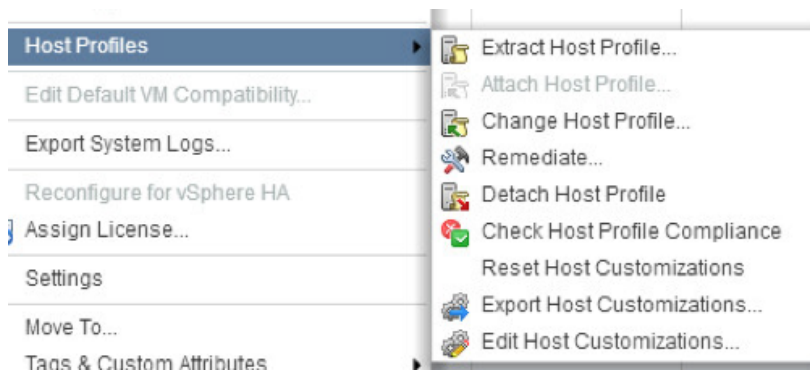 Host Profiles
Edit Default VM Compatibility...
Export System Logs...
Reconfigure for vSphere HA
Assign License...
Settings
Move To...
Tags & Custom Attributes
Extract Host Profile...
Attach Host Profile...
Change Host Profile...
Remediate...
Detach Host Profile
Check Host Profile Compliance
Reset Host Customizations
Export Host Customizations...
Edit Host Customizations...